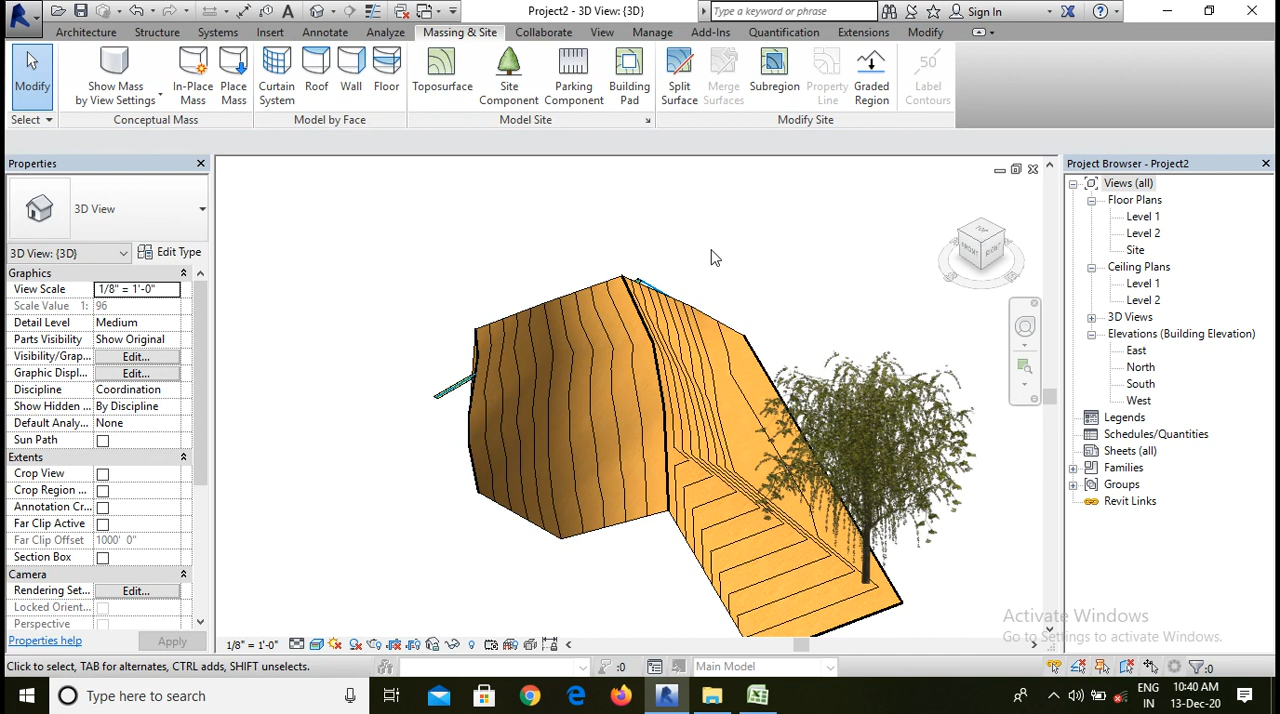 Project2 - 3D View: {3D}
Type a keyword or phrase
Sign In
Architecture Structure Systems Insert Annotate Analyze Massing & Site Collaborate View Manage Add-Ins Quantification Extensions Modify
Modify
Show Mass
by View Settings
In-Place
Mass
Place
Mass
Curtain
System
Roof
Wall
Floor
Toposurface
Site
Component
Parking
Component
Building
Pad
Split
Surface
Merge
Surfaces
Subregion
Property
Line
Graded
Region
50
Label
Contours
Select
Conceptual Mass
Model by Face
Model Site
Modify Site
Properties
3D View
3D View: {3D}
Edit Type
Graphics
View Scale 1/8" = 1'-0"
Scale Value 1: 96
Detail Level Medium
Parts Visibility Show Original
Visibility/Grap... Edit...
Graphic Displ... Edit...
Discipline Coordination
Show Hidden ... By Discipline
Default Analy... None
Sun Path
Extents
Crop View
Crop Region ...
Annotation Cr...
Far Clip Active
Far Clip Offset 1000' 0"
Section Box
Camera
Rendering Set... Edit...
Locked Orient...
Perspective
Properties help
Apply
TOP
FRONT
RIGHT
Project Browser - Project2
Views (all)
Floor Plans
Level 1
Level 2
Site
Ceiling Plans
Level 1
Level 2
3D Views
Elevations (Building Elevation)
East
North
South
West
Legends
Schedules/Quantities
Sheets (all)
Families
Groups
Revit Links
Activate Windows
Go to Settings to activate Windows.
1/8" = 1'-0"
Click to select, TAB for alternates, CTRL adds, SHIFT unselects.
:0
Main Model
:0
Type here to search
ENG
IN
10:40 AM
13-Dec-20